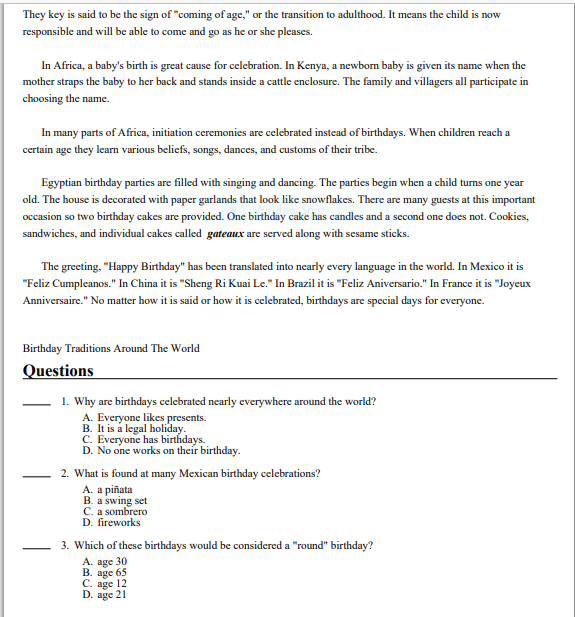 They key is said to be the sign of "coming of age," or the transition to adulthood. It means the child is now
responsible and will be able to come and go as he or she pleases.
In Africa, a baby's birth is great cause for celebration. In Kenya, a newborn baby is given its name when the
mother straps the baby to her back and stands inside a cattle enclosure. The family and villagers all participate in
choosing the name.
In many parts of Africa, initiation ceremonies are celebrated instead of birthdays. When children reach a
certain age they learn various beliefs, songs, dances, and customs of their tribe.
Egyptian birthday parties are filled with singing and dancing. The parties begin when a child turns one year
old. The house is decorated with paper garlands that look like snowflakes. There are many guests at this important
occasion so two birthday cakes are provided. One birthday cake has candles and a second one does not. Cookies,
sandwiches, and individual cakes called gateaux are served along with sesame sticks.
The greeting, "Happy Birthday" has been translated into nearly every language in the world. In Mexico it is
"Feliz Cumpleanos." In China it is "Sheng Ri Kuai Le." In Brazil it is "Feliz Aniversario." In France it is "Joyeux
Anniversaire." No matter how it is said or how it is celebrated, birthdays are special days for everyone.
Birthday Traditions Around The World
Questions
1. Why are birthdays celebrated nearly everywhere around the world?
A. Everyone likes presents.
B. It is a legal holiday.
C. Everyone has birthdays.
D. No one works on their birthday.
2. What is found at many Mexican birthday celebrations?
A. a piñata
B. a swing set
C. a sombrero
D. fireworks
3. Which of these birthdays would be considered a "round" birthday?
A. age 30
B. age 65
C. age 12
D. age 21